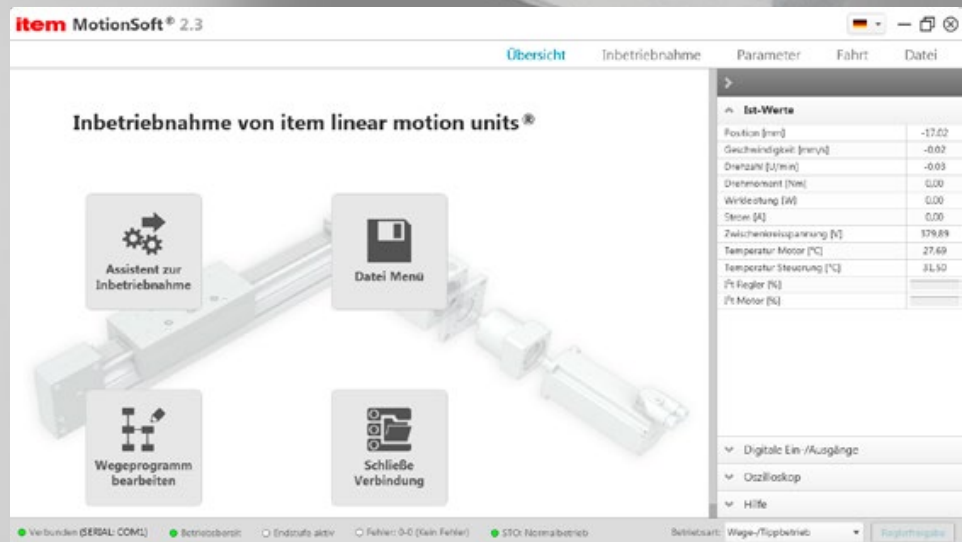 item MotionSoft® 2.3
Übersicht Inbetriebnahme Parameter Fahrt Datei
Inbetriebnahme von item linear motion units®
Assistent zur
Inbetriebnahme
Datei Menü
Wegeprogramm
bearbeiten
Schließe
Verbindung
Ist-Werte
Position [mm] -17.02
Geschwindigkeit [mm/s] -0.02
Drehzahl [U/min] -0.03
Drehmoment [Nm] 0,00
Wirkleistung [W] 0,00
Strom [A] 0,00
Zwischenkreisspannung [V] 379,89
Temperatur Motor [°C] 27,69
Temperatur Steuerung [°C] 31,50
I²t Regler [%]
I²t Motor [%]
Digitale Ein-/Ausgänge
Oszilloskop
Hilfe
Verbunden (SERIAL: COM1) Betriebsbereit Endstufe aktiv Fehler: 0-0 (Kein Fehler) STO: Normalbetrieb Betriebsart: Wege-/Tippbetrieb Reglerfreigabe